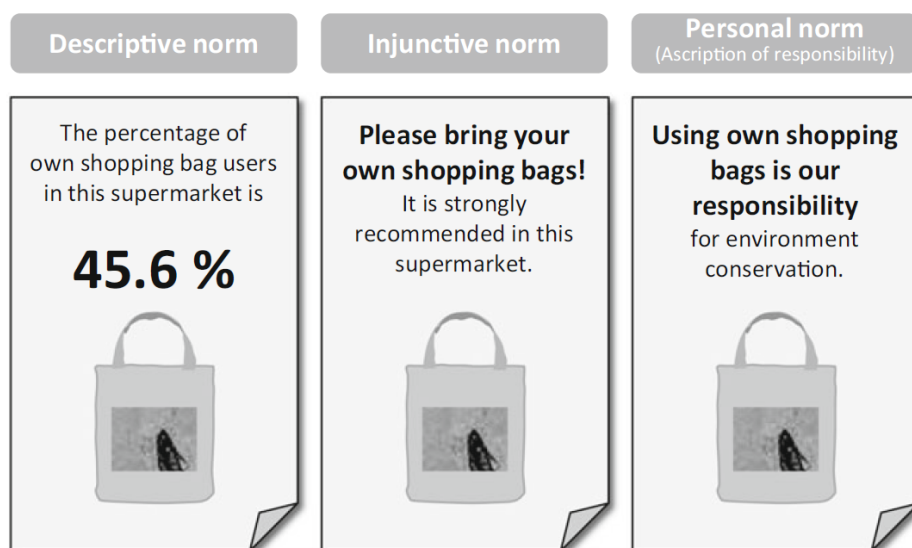 Descriptive norm
The percentage of
own shopping bag users
in this supermarket is
45.6 %
Injunctive norm
Please bring your
own shopping bags!
It is strongly
recommended in this
supermarket.
Personal norm
(Ascription of responsibility)
Using own shopping
bags is our
responsibility
for environment
conservation.